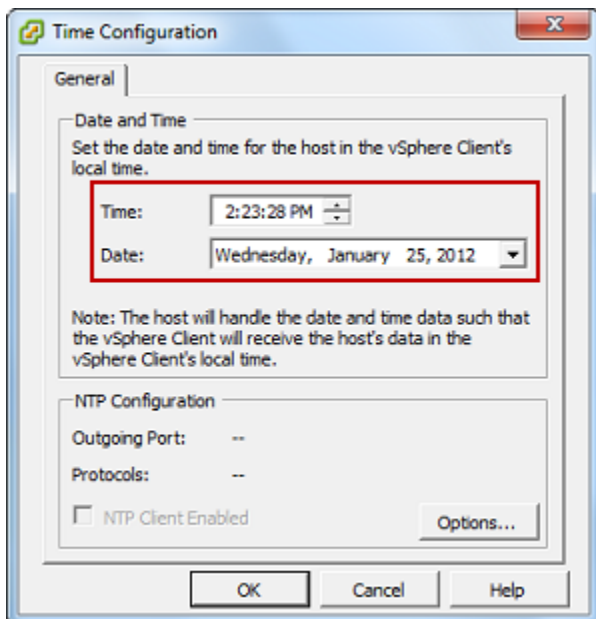 Time Configuration
General
Date and Time
Set the date and time for the host in the vSphere Client's
local time.
Time: 2:23:28 PM
Date: Wednesday, January 25, 2012
Note: The host will handle the date and time data such that
the vSphere Client will receive the host's data in the
vSphere Client's local time.
NTP Configuration
Outgoing Port: --
Protocols: --
NTP Client Enabled
Options...
OK Cancel Help